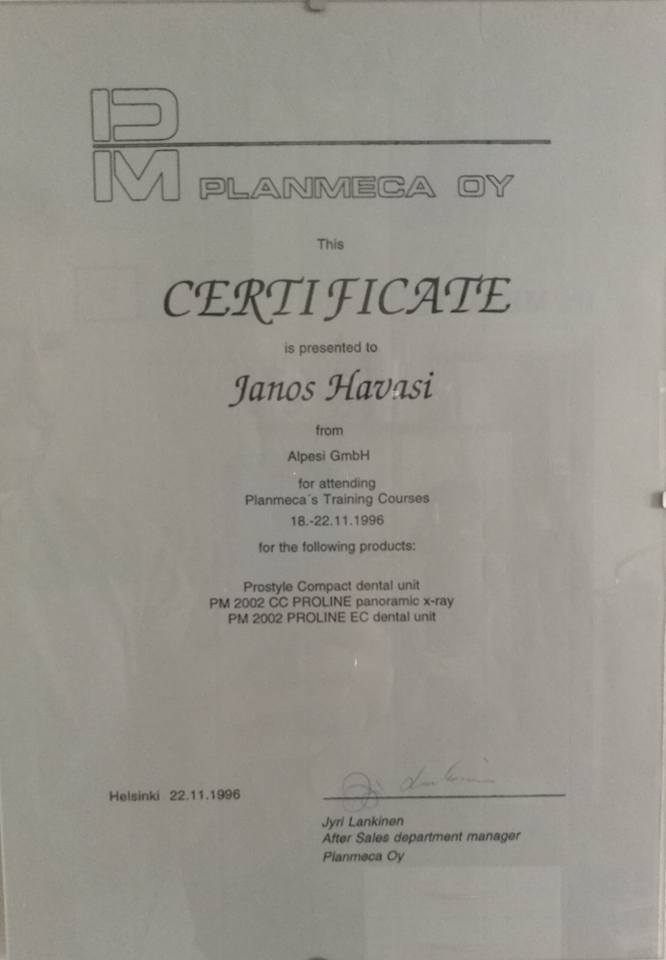 PM
PLANMECA OY
This
CERTIFICATE
is presented to
Janos Havasi
from
Alpesi GmbH
for attending
Planmeca´s Training Courses
18.-22.11.1996
for the following products:
Prostyle Compact dental unit
PM 2002 CC PROLINE panoramic x-ray
PM 2002 PROLINE EC dental unit
Helsinki 22.11.1996
Jyri Lankinen
After Sales department manager
Planmeca Oy